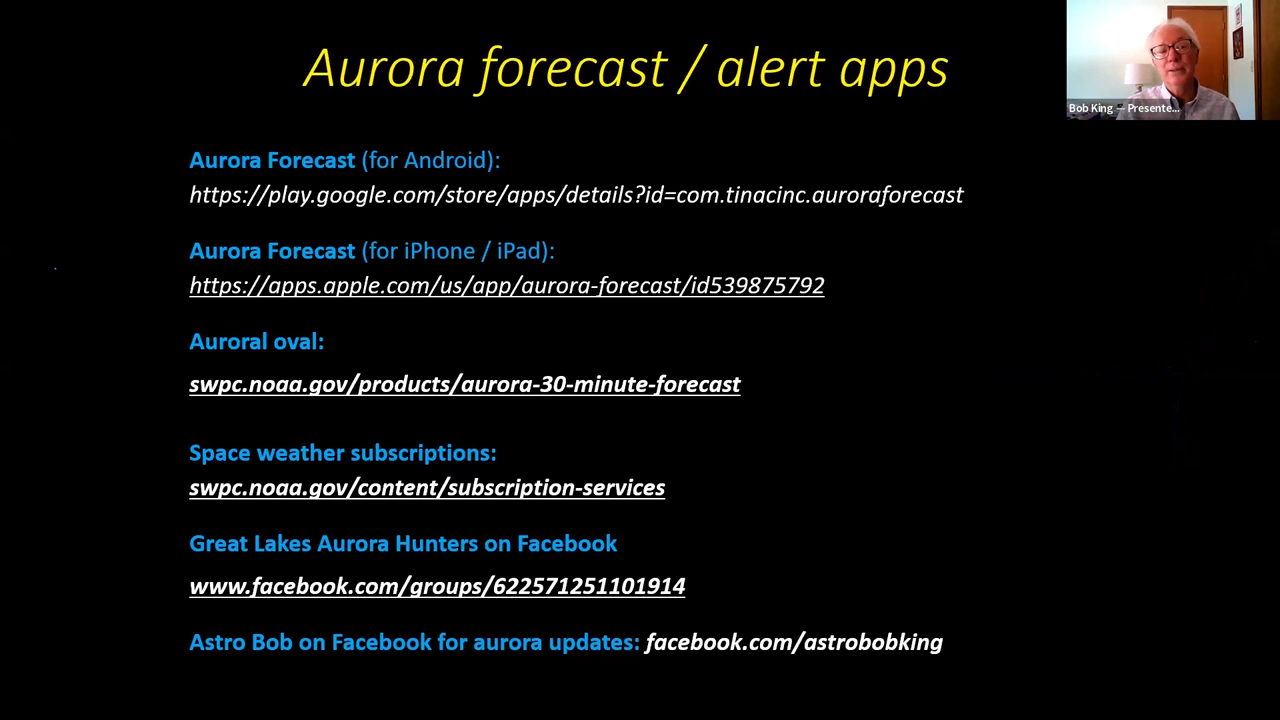 Aurora forecast / alert apps
Bob King — Presente...
Aurora Forecast (for Android):
https://play.google.com/store/apps/details?id=com.tinacinc.auroraforecast
Aurora Forecast (for iPhone / iPad):
https://apps.apple.com/us/app/aurora-forecast/id539875792
Auroral oval:
swpc.noaa.gov/products/aurora-30-minute-forecast
Space weather subscriptions:
swpc.noaa.gov/content/subscription-services
Great Lakes Aurora Hunters on Facebook
www.facebook.com/groups/622571251101914
Astro Bob on Facebook for aurora updates: facebook.com/astrobobking